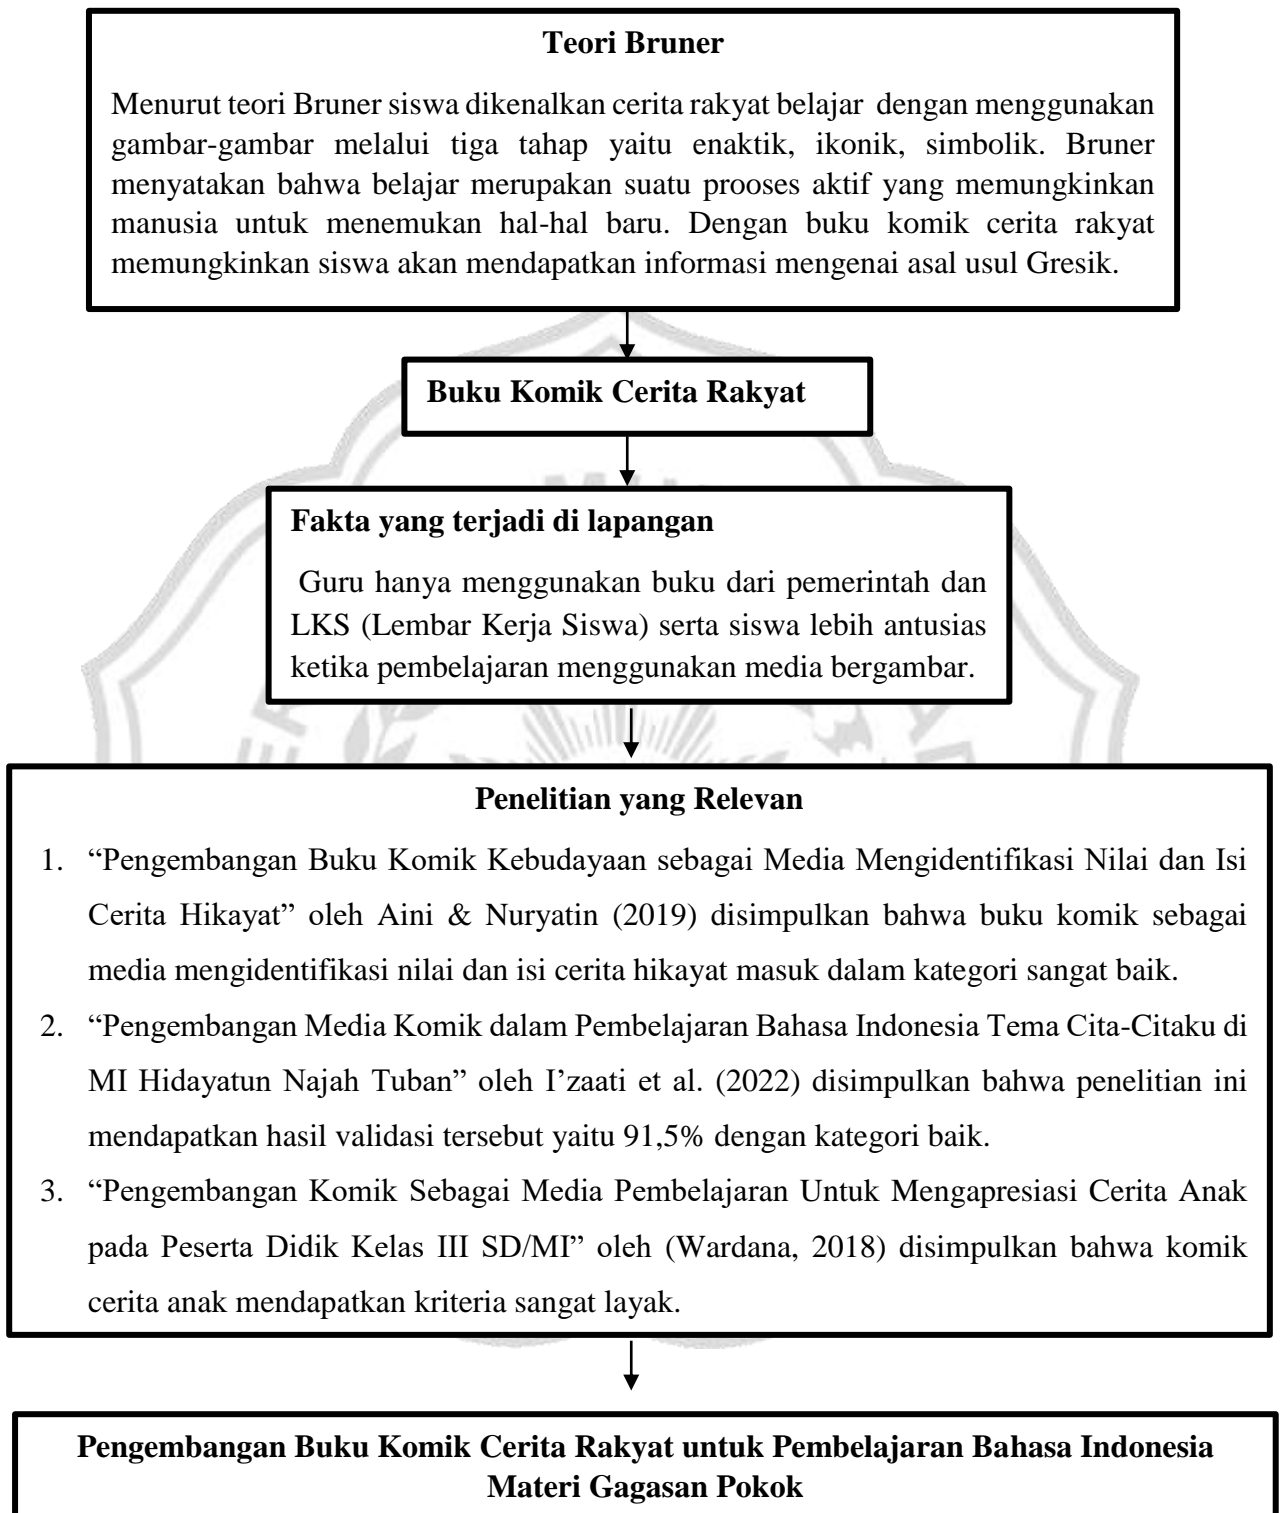 Teori Bruner
Menurut teori Bruner siswa dikenalkan cerita rakyat belajar dengan menggunakan
gambar-gambar melalui tiga tahap yaitu enaktik, ikonik, simbolik. Bruner
menyatakan bahwa belajar merupakan suatu prooses aktif yang memungkinkan
manusia untuk menemukan hal-hal baru. Dengan buku komik cerita rakyat
memungkinkan siswa akan mendapatkan informasi mengenai asal usul Gresik.
Buku Komik Cerita Rakyat
Fakta yang terjadi di lapangan
Guru hanya menggunakan buku dari pemerintah dan
LKS (Lembar Kerja Siswa) serta siswa lebih antusias
ketika pembelajaran menggunakan media bergambar.
Penelitian yang Relevan
1. “Pengembangan Buku Komik Kebudayaan sebagai Media Mengidentifikasi Nilai dan Isi
Cerita Hikayat” oleh Aini & Nuryatin (2019) disimpulkan bahwa buku komik sebagai
media mengidentifikasi nilai dan isi cerita hikayat masuk dalam kategori sangat baik.
2. “Pengembangan Media Komik dalam Pembelajaran Bahasa Indonesia Tema Cita-Citaku di
MI Hidayatun Najah Tuban” oleh I’zaati et al. (2022) disimpulkan bahwa penelitian ini
mendapatkan hasil validasi tersebut yaitu 91,5% dengan kategori baik.
3. “Pengembangan Komik Sebagai Media Pembelajaran Untuk Mengapresiasi Cerita Anak
pada Peserta Didik Kelas III SD/MI” oleh (Wardana, 2018) disimpulkan bahwa komik
cerita anak mendapatkan kriteria sangat layak.
Pengembangan Buku Komik Cerita Rakyat untuk Pembelajaran Bahasa Indonesia
Materi Gagasan Pokok